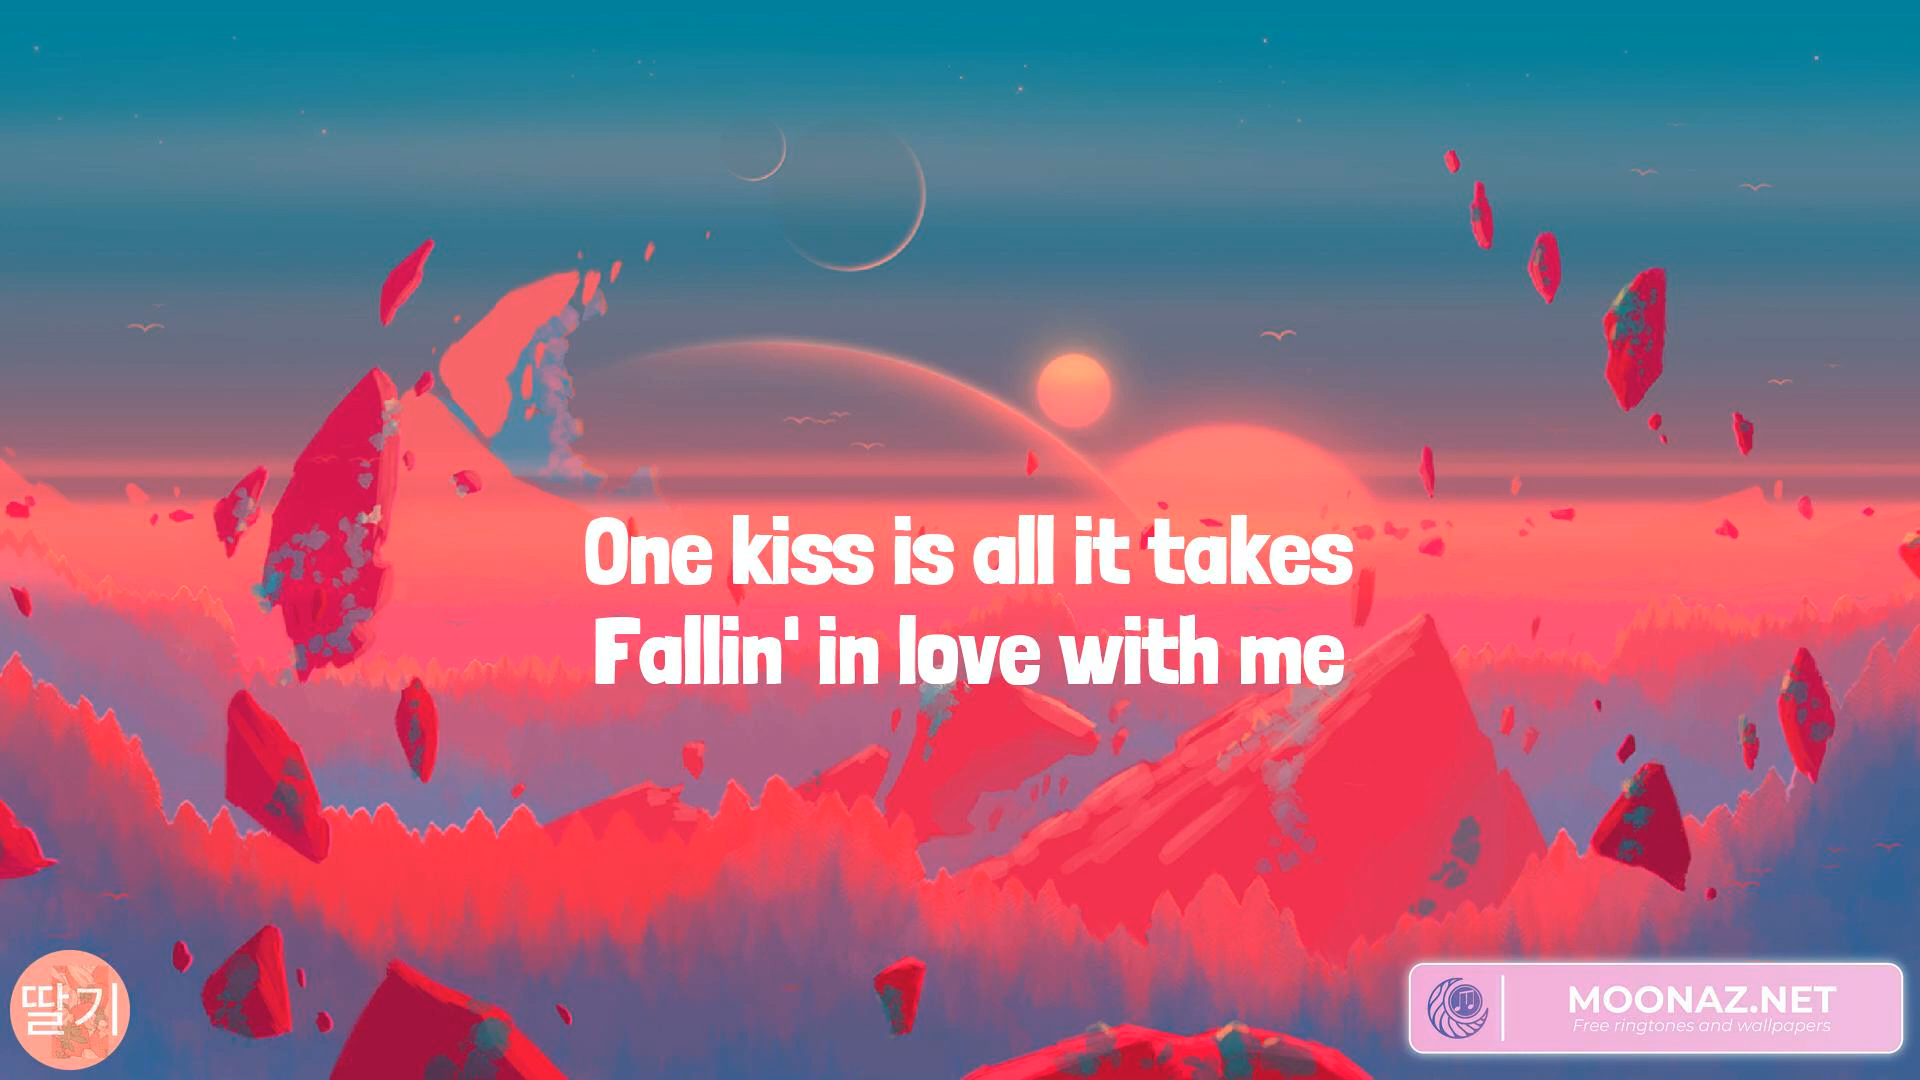 One kiss is all it takes
Fallin' in love with me
딸기
MOONAZ.NET
Free ringtones and wallpapers